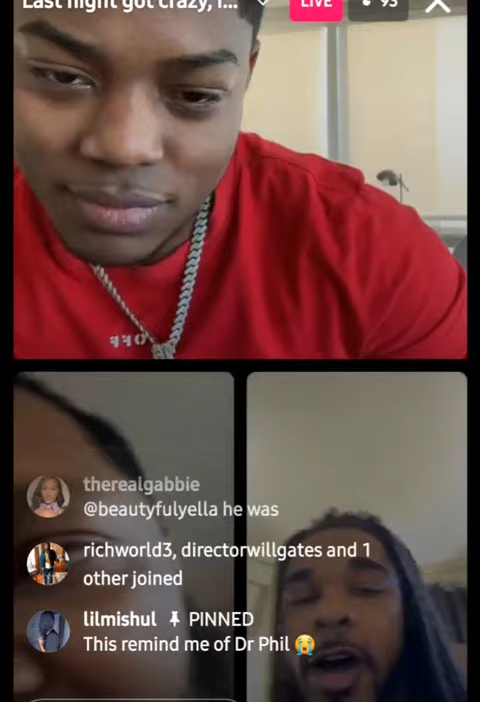 Last night got crazy, i...
LIVE
93
therealgabbie
@beautyfulyella he was
richworld3, directorwillgates and 1
other joined
lilmishul PINNED
This remind me of Dr Phil 😭